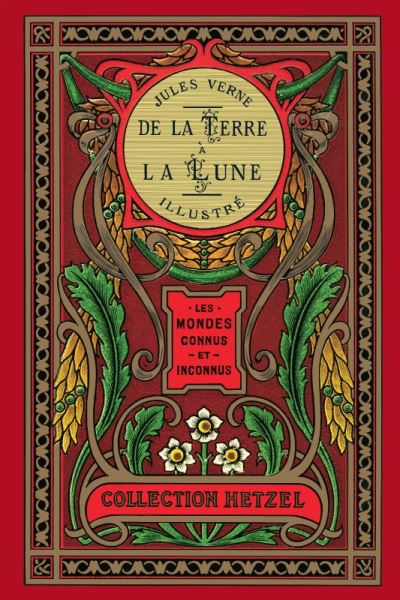 JULES VERNE
DE LA TERRE
à
LA LUNE
ILLUSTRÉ
· LES ·
MONDES
CONNUS
- ET -
INCONNUS
COLLECTION HETZEL